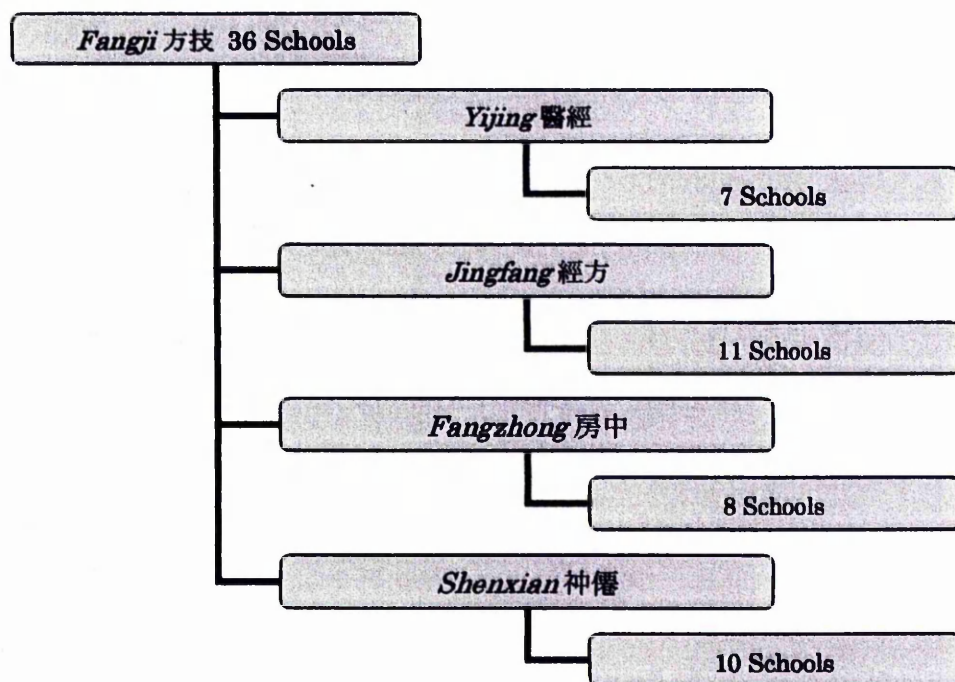 Fangji 方技 36 Schools
Yijing 醫經
7 Schools
Jingfang 經方
11 Schools
Fangzhong 房中
8 Schools
Shenxian 神僊
10 Schools